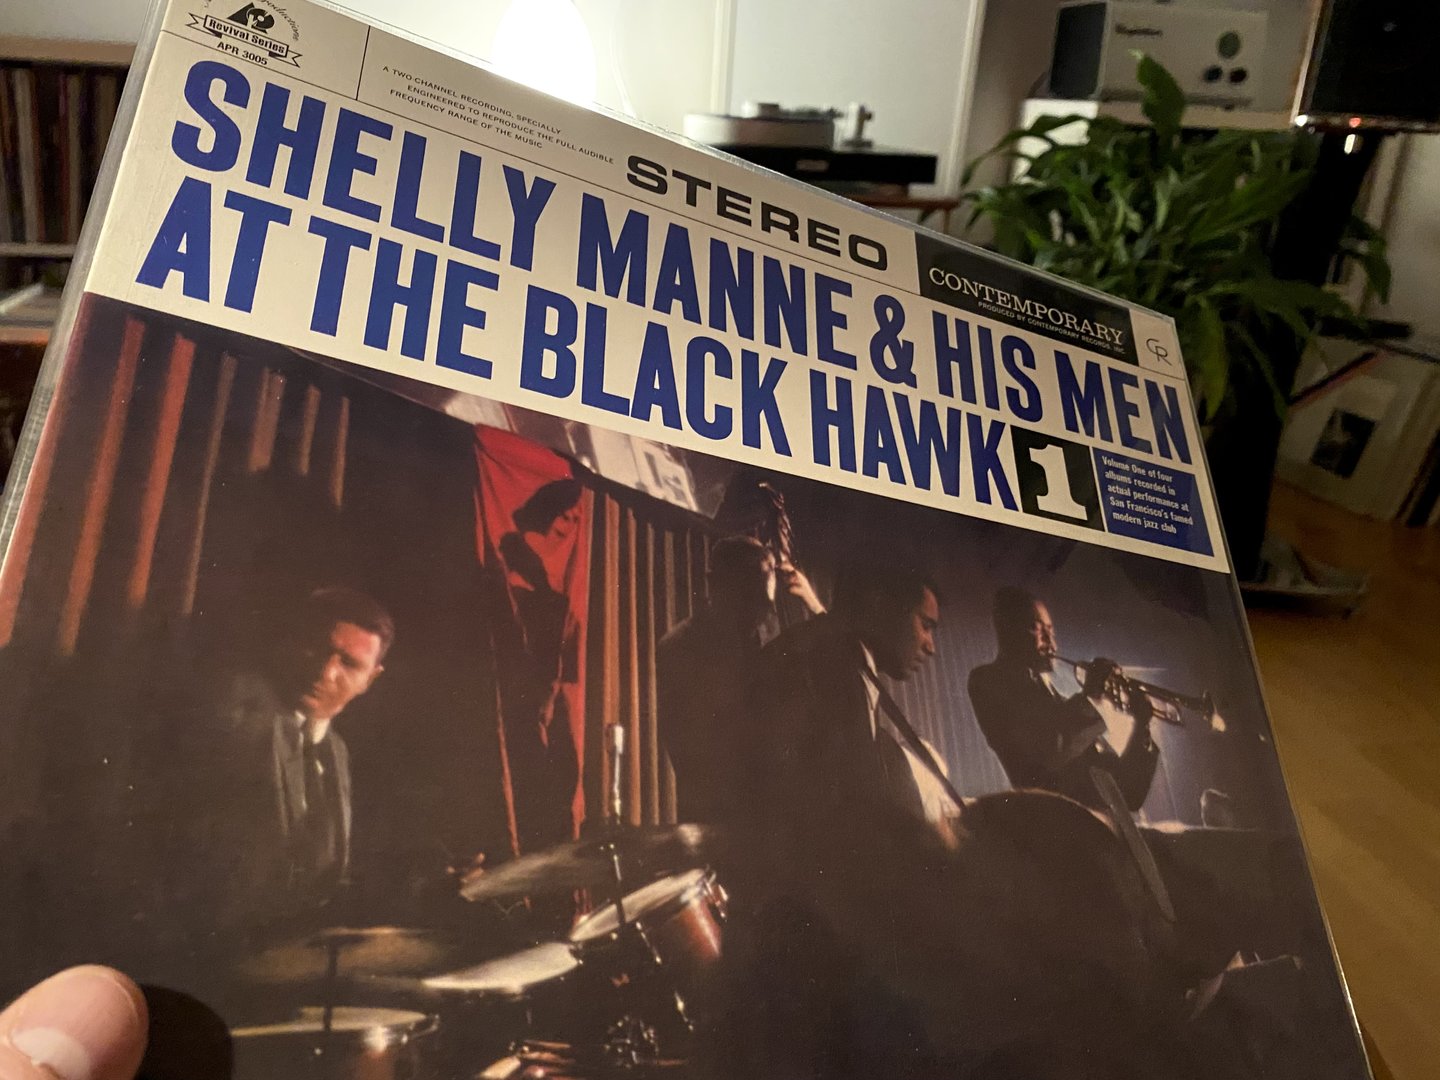 Revival Series
APR 3005
A TWO-CHANNEL RECORDING, SPECIALLY
ENGINEERED TO REPRODUCE THE FULL AUDIBLE
FREQUENCY RANGE OF THE MUSIC
STEREO
CONTEMPORARY
PRODUCED BY CONTEMPORARY RECORDS, INC.
CR
SHELLY MANNE & HIS MEN
AT THE BLACK HAWK 1
Volume One of four
albums recorded in
actual performance at
San Francisco's famed
modern jazz club